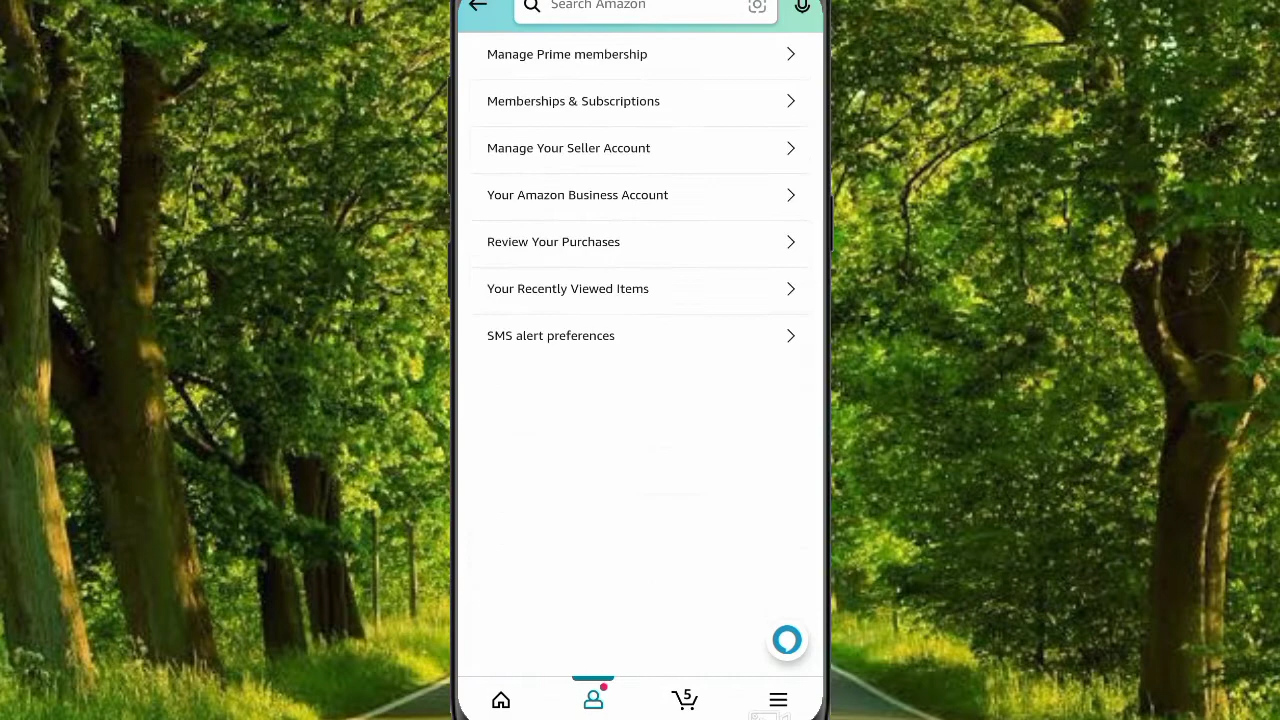 Search Amazon
Manage Prime membership
Memberships & Subscriptions
Manage Your Seller Account
Your Amazon Business Account
Review Your Purchases
Your Recently Viewed Items
SMS alert preferences
5